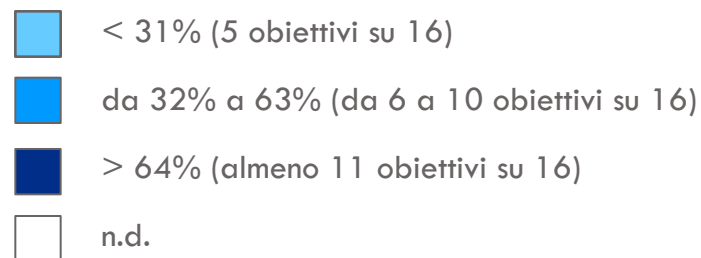 < 31% (5 obiettivi su 16)
da 32% a 63% (da 6 a 10 obiettivi su 16)
> 64% (almeno 11 obiettivi su 16)
n.d.